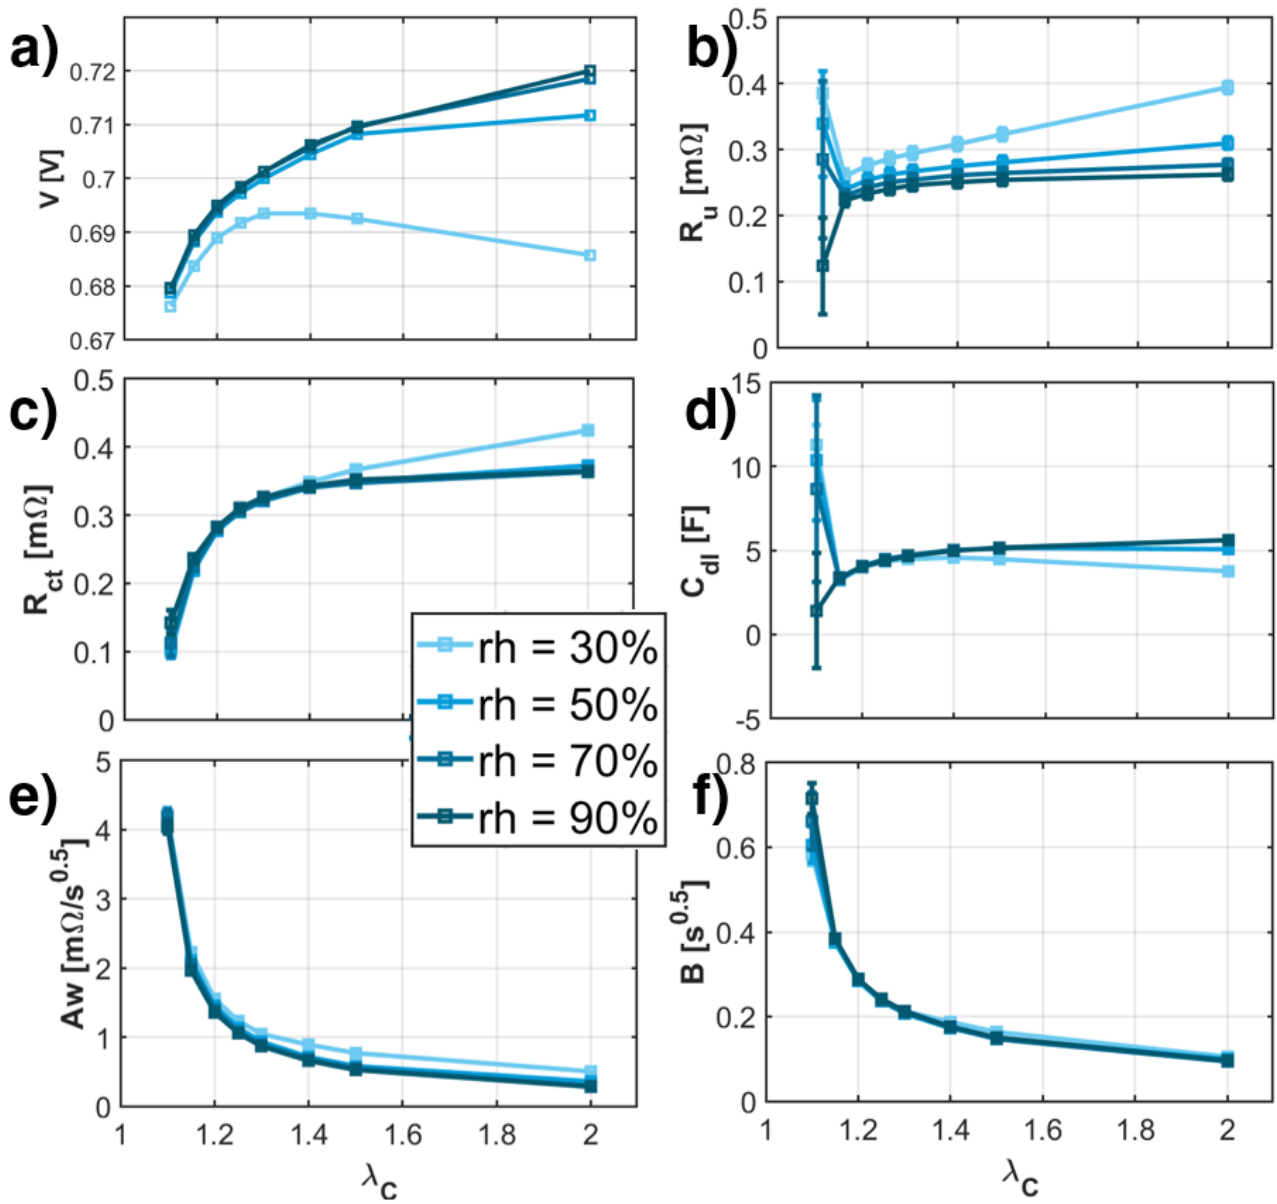 a)
V [V]
0.72
0.71
0.7
0.69
0.68
0.67
b)
R_u [mΩ]
0.5
0.4
0.3
0.2
0.1
0
c)
R_ct [mΩ]
0.5
0.4
0.3
0.2
0.1
0
d)
C_dl [F]
15
10
5
0
-5
rh = 30%
rh = 50%
rh = 70%
rh = 90%
e)
Aw [mΩ/s^0.5]
5
4
3
2
1
0
1 1.2 1.4 1.6 1.8 2
λ_C
f)
B [s^0.5]
0.8
0.6
0.4
0.2
0
1 1.2 1.4 1.6 1.8 2
λ_C